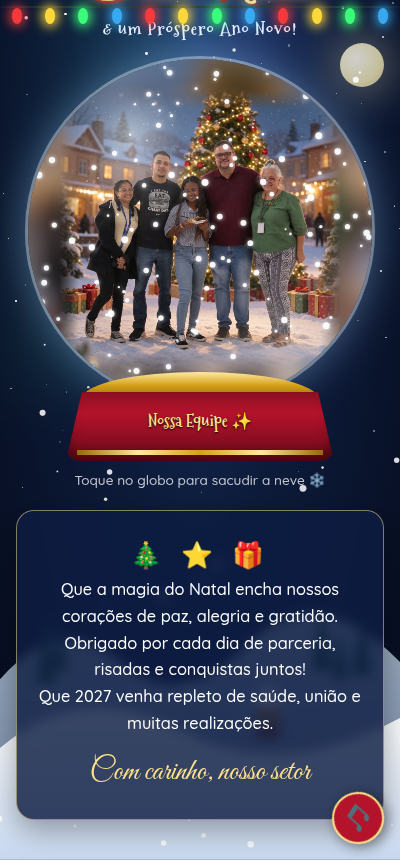 & um Próspero Ano Novo!
Nossa Equipe ✨
Toque no globo para sacudir a neve ❄️
Que a magia do Natal encha nossos
corações de paz, alegria e gratidão.
Obrigado por cada dia de parceria,
risadas e conquistas juntos!
Que 2027 venha repleto de saúde, união e
muitas realizações.
Com carinho, nosso setor